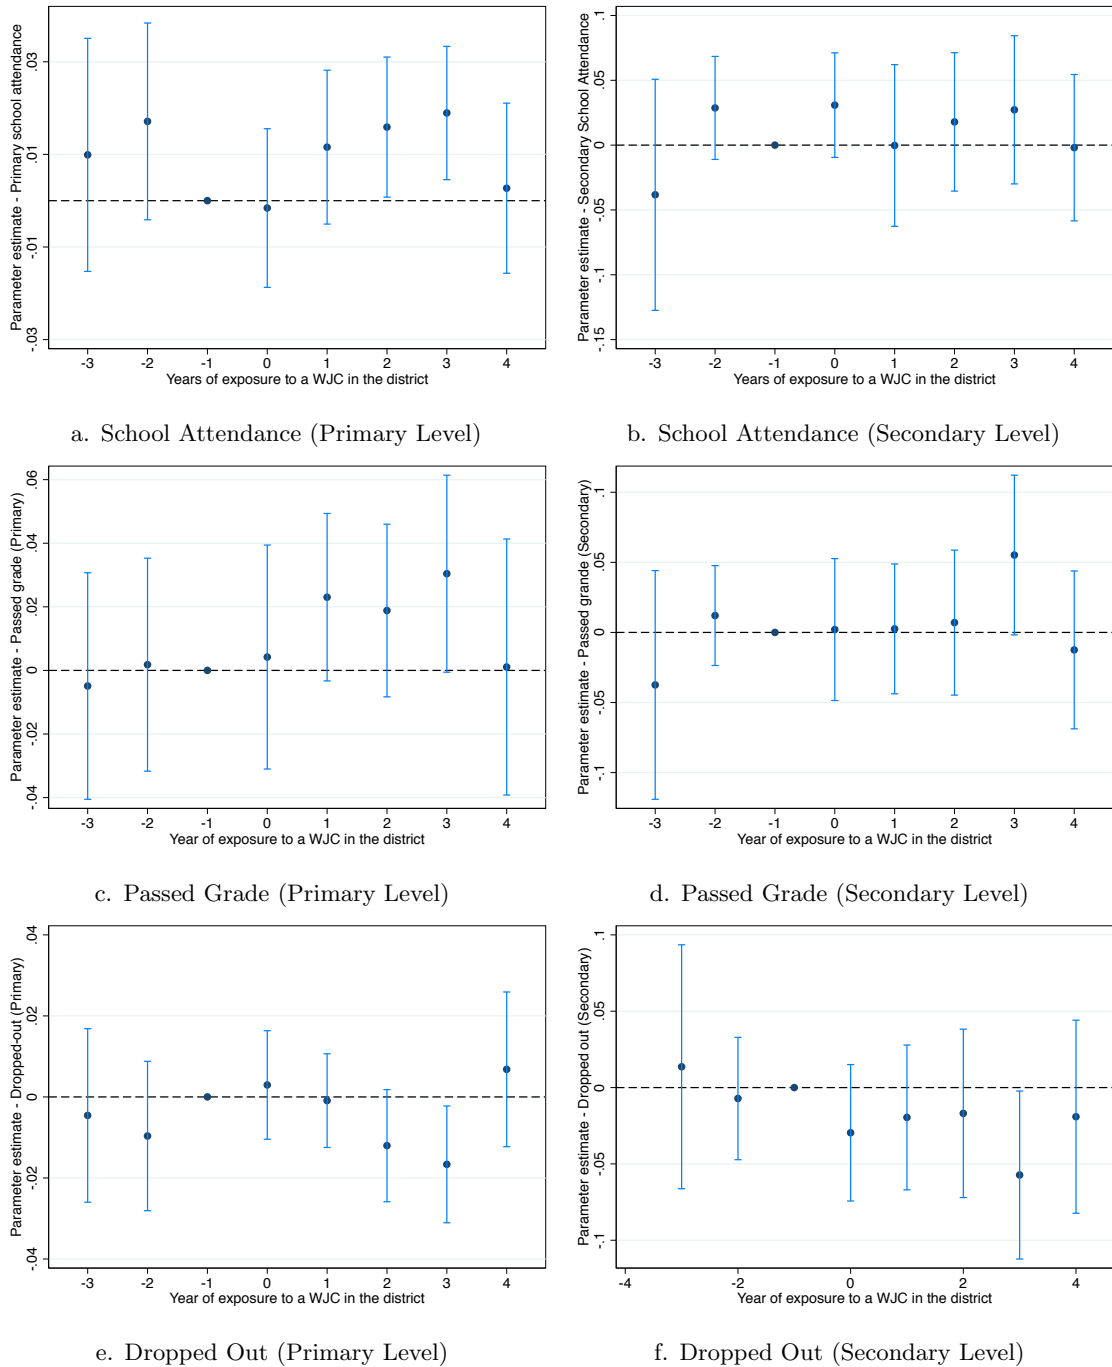 Parameter estimate - Primary school attendance
.03
.01
-.01
-.03
-3 -2 -1 0 1 2 3 4
Years of exposure to a WJC in the district
a. School Attendance (Primary Level)
Parameter estimate - Secondary School Attendance
.1
.05
0
-.05
-.1
-.15
-3 -2 -1 0 1 2 3 4
Years of exposure to a WJC in the district
b. School Attendance (Secondary Level)
Parameter estimate - Passed grade (Primary)
.06
.04
.02
0
-.02
-.04
-3 -2 -1 0 1 2 3 4
Year of exposure to a WJC in the district
c. Passed Grade (Primary Level)
Parameter estimate - Passed grande (Secondary)
.1
.05
0
-.05
-.1
-3 -2 -1 0 1 2 3 4
Year of exposure to a WJC in the district
d. Passed Grade (Secondary Level)
Parameter estimate - Dropped-out (Primary)
.04
.02
0
-.02
-.04
-3 -2 -1 0 1 2 3 4
Year of exposure to a WJC in the district
e. Dropped Out (Primary Level)
Parameter estimate - Dropped out (Secondary)
.1
.05
0
-.05
-.1
-4 -2 0 2 4
Year of exposure to a WJC in the district
f. Dropped Out (Secondary Level)